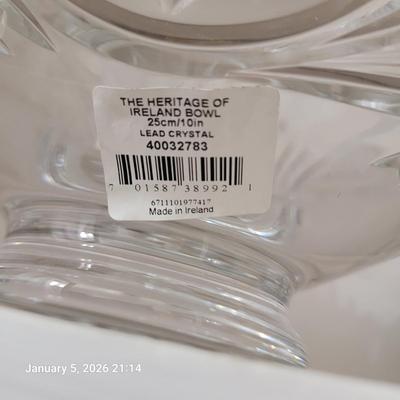 THE HERITAGE OF
IRELAND BOWL
25cm/10in
LEAD CRYSTAL
40032783
7 01587 38992 1
6711101977417
Made in Ireland
January 5, 2026 21:14